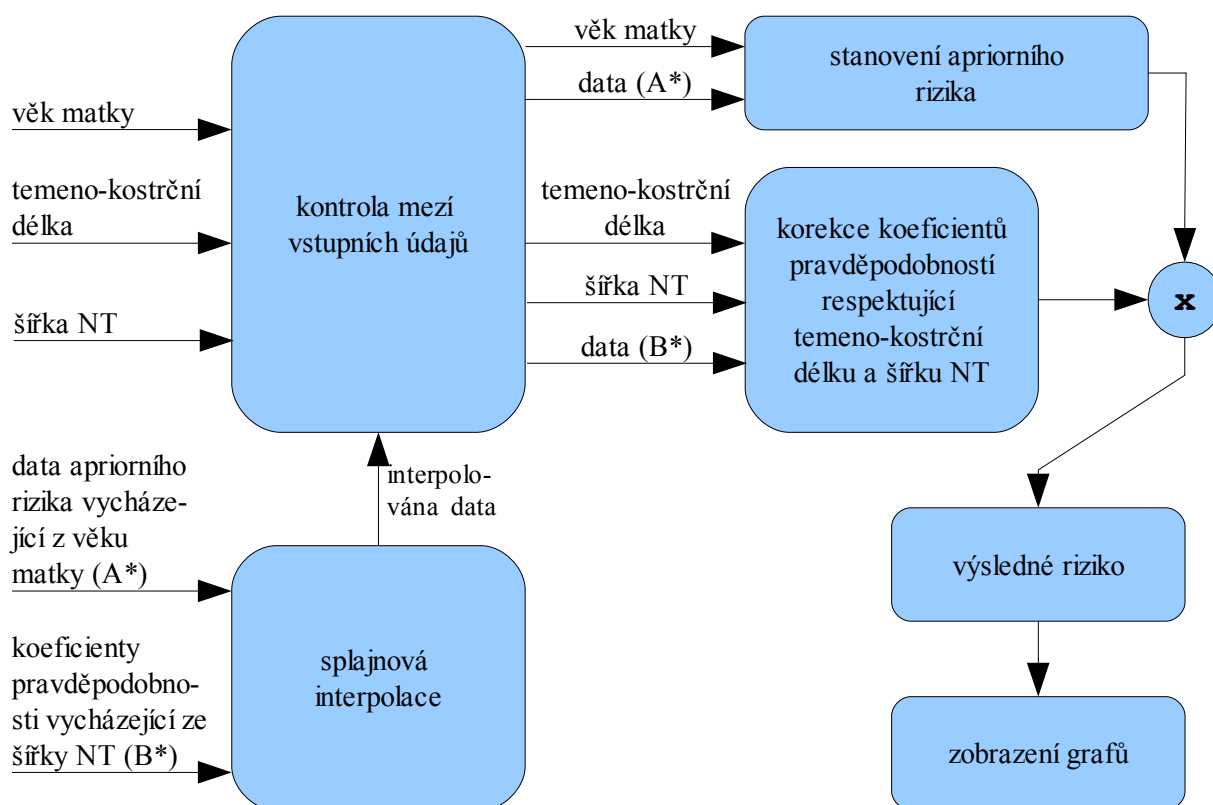 věk matky
temeno-kostrční
délka
šířka NT
kontrola mezí
vstupních údajů
věk matky
data (A*)
stanovení apriorního
rizika
temeno-kostrční
délka
šířka NT
data (B*)
korekce koeficientů
pravděpodobností
respektující
temeno-kostrční
délku a šířku NT
x
data apriorního
rizika vycháze-
jící z věku
matky (A*)
koeficienty
pravděpodobno-
sti vycházející ze
šířky NT (B*)
interpolo-
vána data
splajnová
interpolace
výsledné riziko
zobrazení grafů